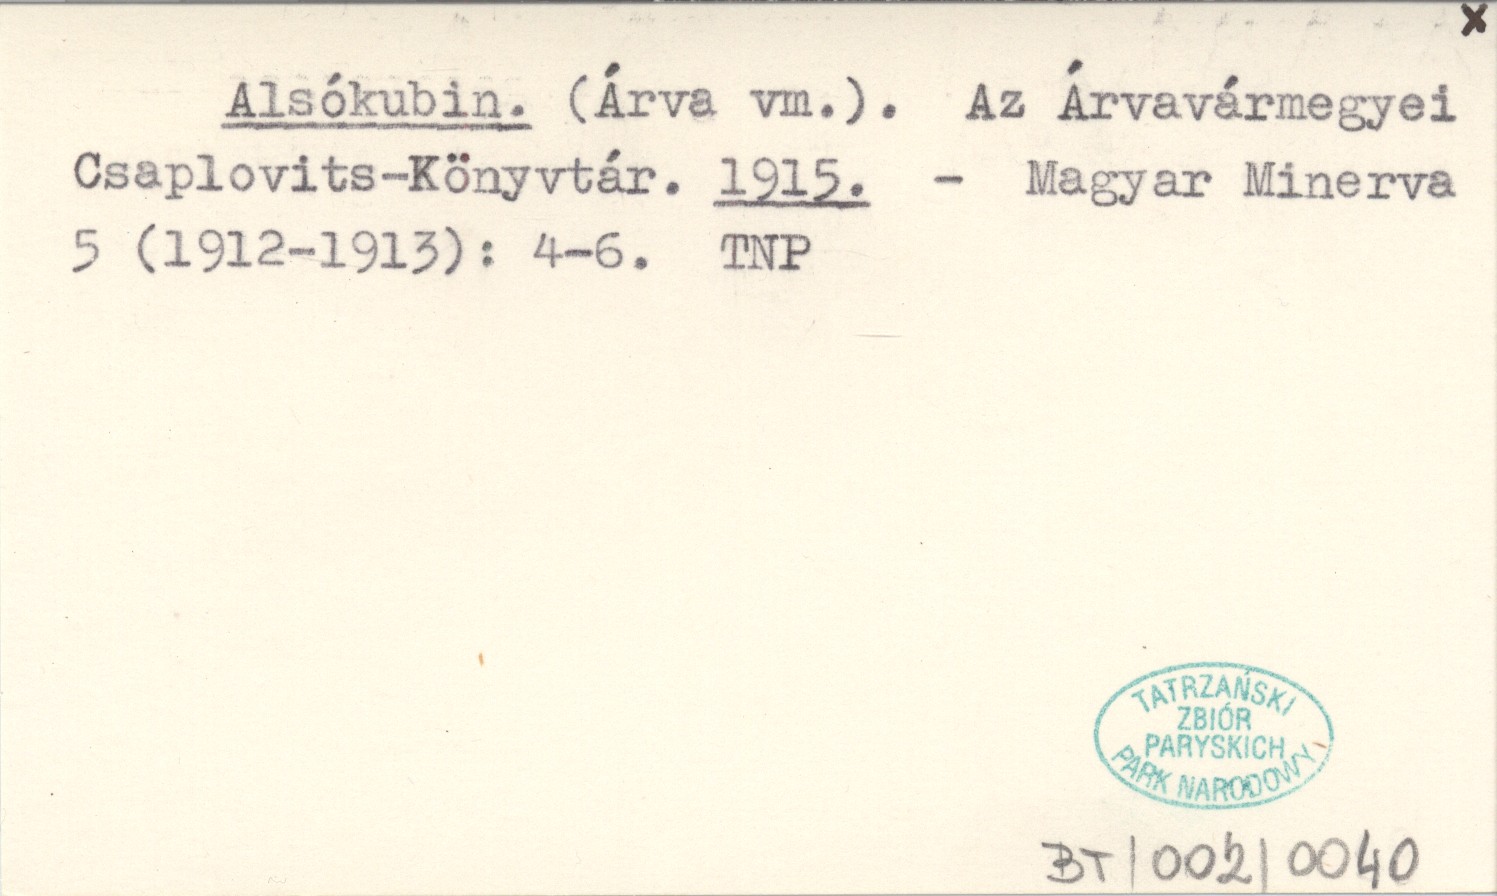 x
Alsókubin. (Árva vm.). Az Árvavármegyei
Csaplovits-Könyvtár. 1915. - Magyar Minerva
5 (1912-1913): 4-6. TNP
TATRZAŃSKI
ZBIÓR
PARYSKICH
PARK NARODOWY
BT/002/0040